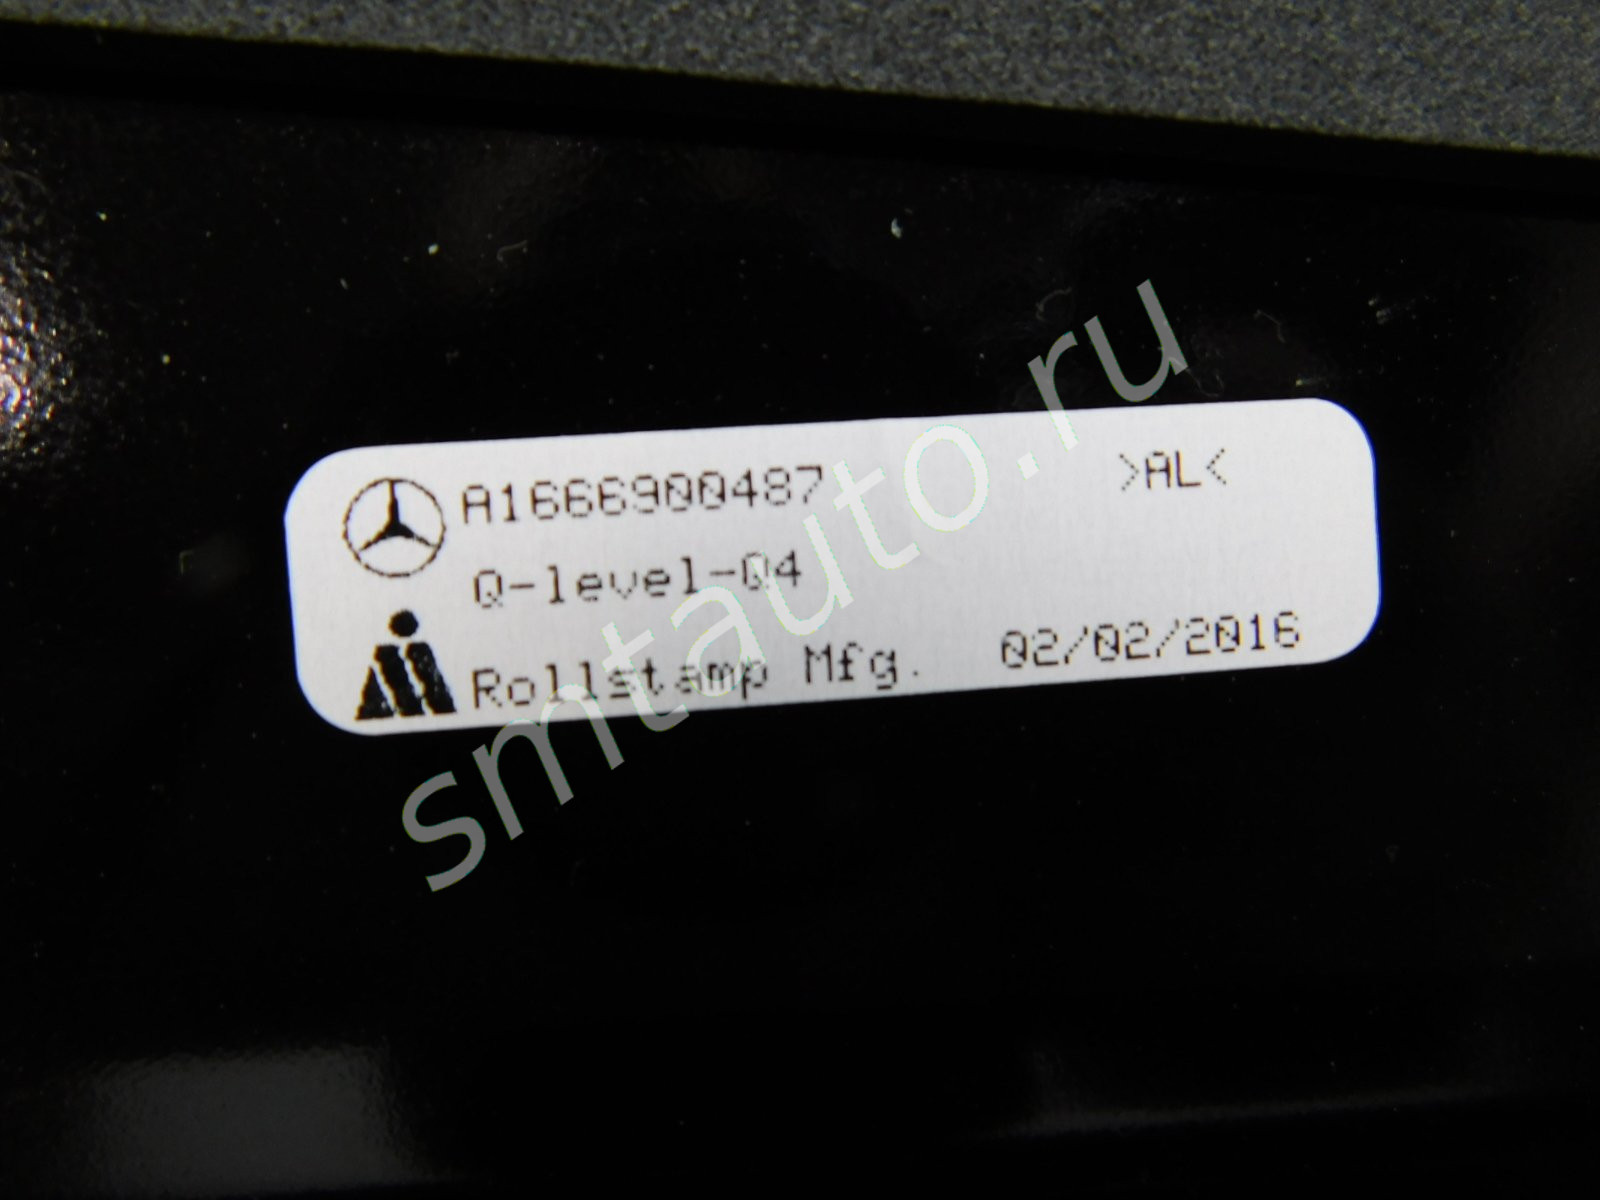 A1666900487 >AL<
Q-level-Q4
Rollstamp Mfg. 02/02/2016
smtauto.ru